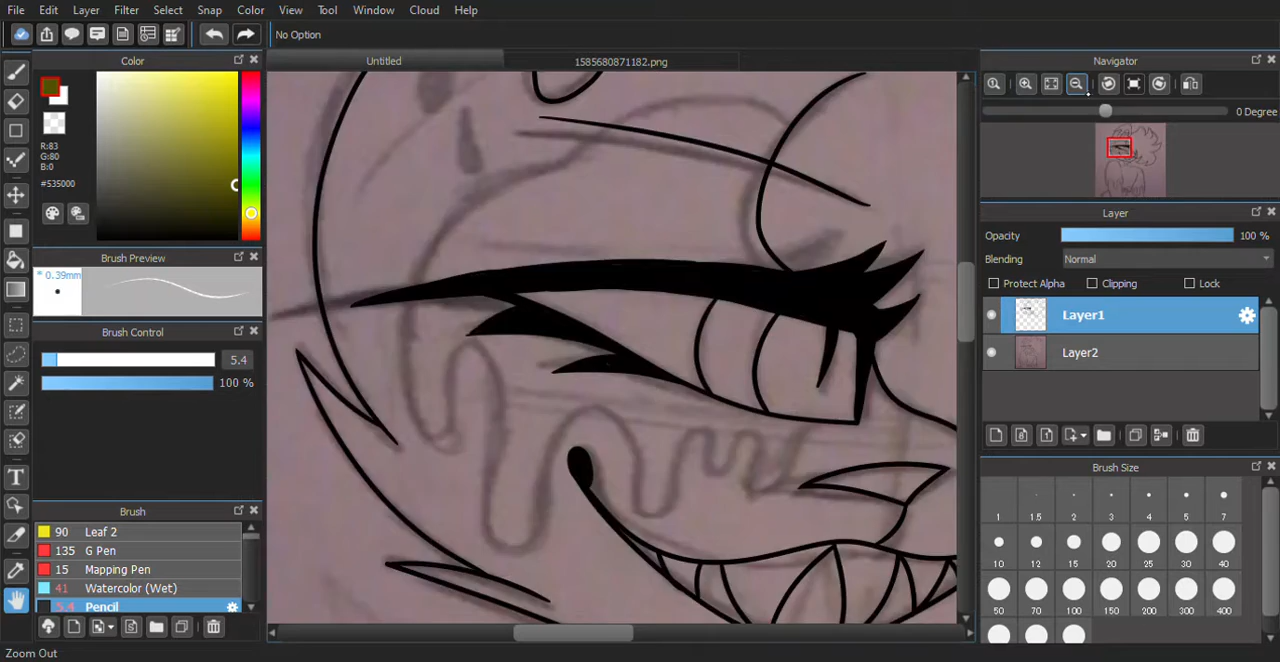 File Edit Layer Filter Select Snap Color View Tool Window Cloud Help
No Option
Color
Untitled
1585680871182.png
Navigator
0 Degree
R:83
G:80
B:0
#535000
Brush Preview
* 0.39mm
Brush Control
5.4
100 %
Layer
Opacity 100 %
Blending Normal
Protect Alpha Clipping Lock
Layer1
Layer2
Brush
90 Leaf 2
135 G Pen
15 Mapping Pen
41 Watercolor (Wet)
5.4 Pencil
Brush Size
1 1.5 2 3 4 5 7
10 12 15 20 25 30 40
50 70 100 150 200 300 400
Zoom Out